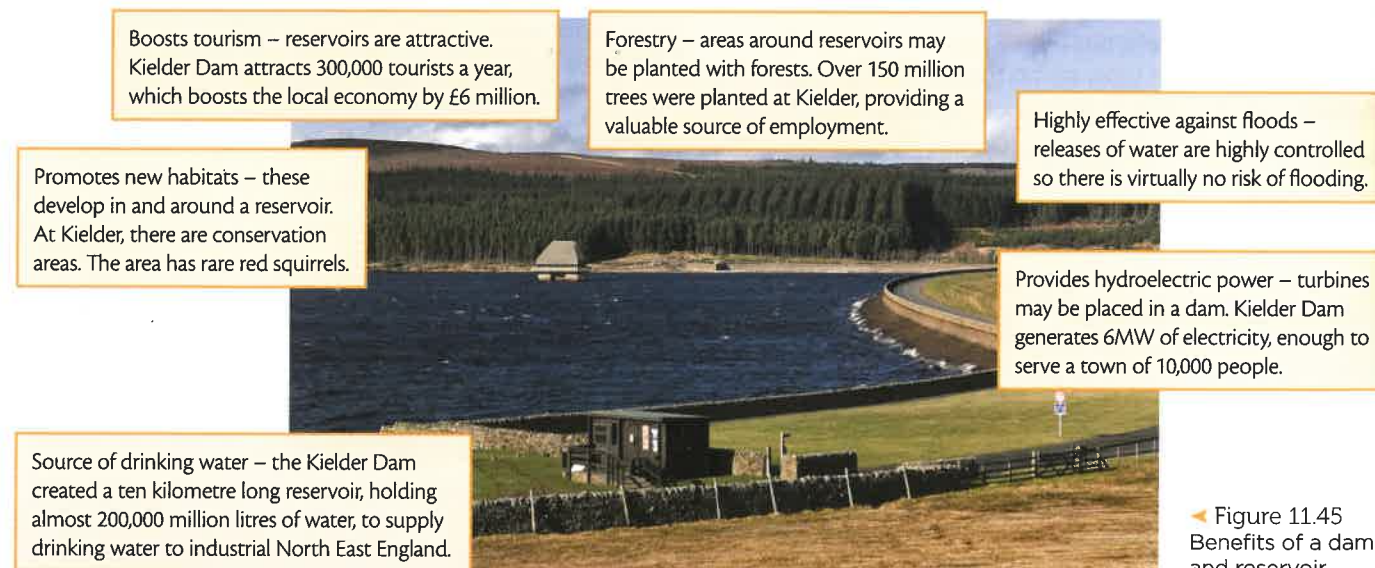 Boosts tourism – reservoirs are attractive.
Kielder Dam attracts 300,000 tourists a year,
which boosts the local economy by £6 million.
Forestry – areas around reservoirs may
be planted with forests. Over 150 million
trees were planted at Kielder, providing a
valuable source of employment.
Highly effective against floods –
releases of water are highly controlled
so there is virtually no risk of flooding.
Promotes new habitats – these
develop in and around a reservoir.
At Kielder, there are conservation
areas. The area has rare red squirrels.
Provides hydroelectric power – turbines
may be placed in a dam. Kielder Dam
generates 6MW of electricity, enough to
serve a town of 10,000 people.
Source of drinking water – the Kielder Dam
created a ten kilometre long reservoir, holding
almost 200,000 million litres of water, to supply
drinking water to industrial North East England.
◄ Figure 11.45
Benefits of a dam
and reservoir